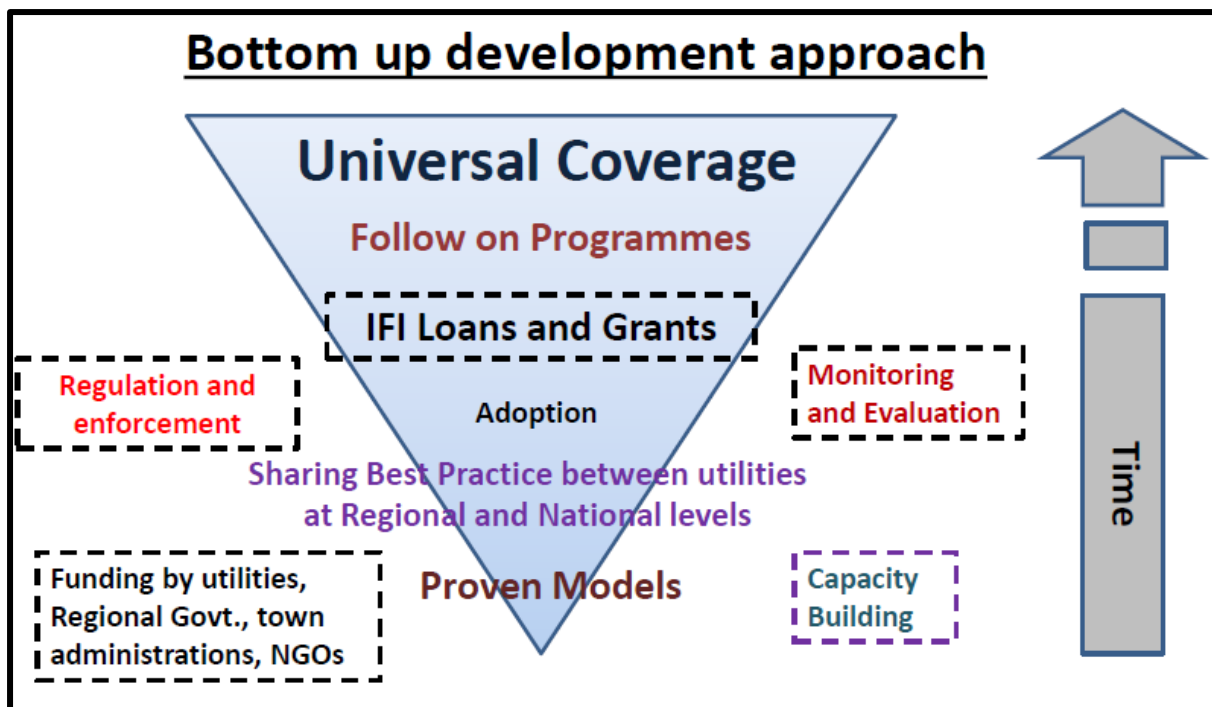 Bottom up development approach
Universal Coverage
Follow on Programmes
IFI Loans and Grants
Regulation and
enforcement
Adoption
Monitoring
and Evaluation
Sharing Best Practice between utilities
at Regional and National levels
Funding by utilities,
Regional Govt., town
administrations, NGOs
Proven Models
Capacity
Building
Time